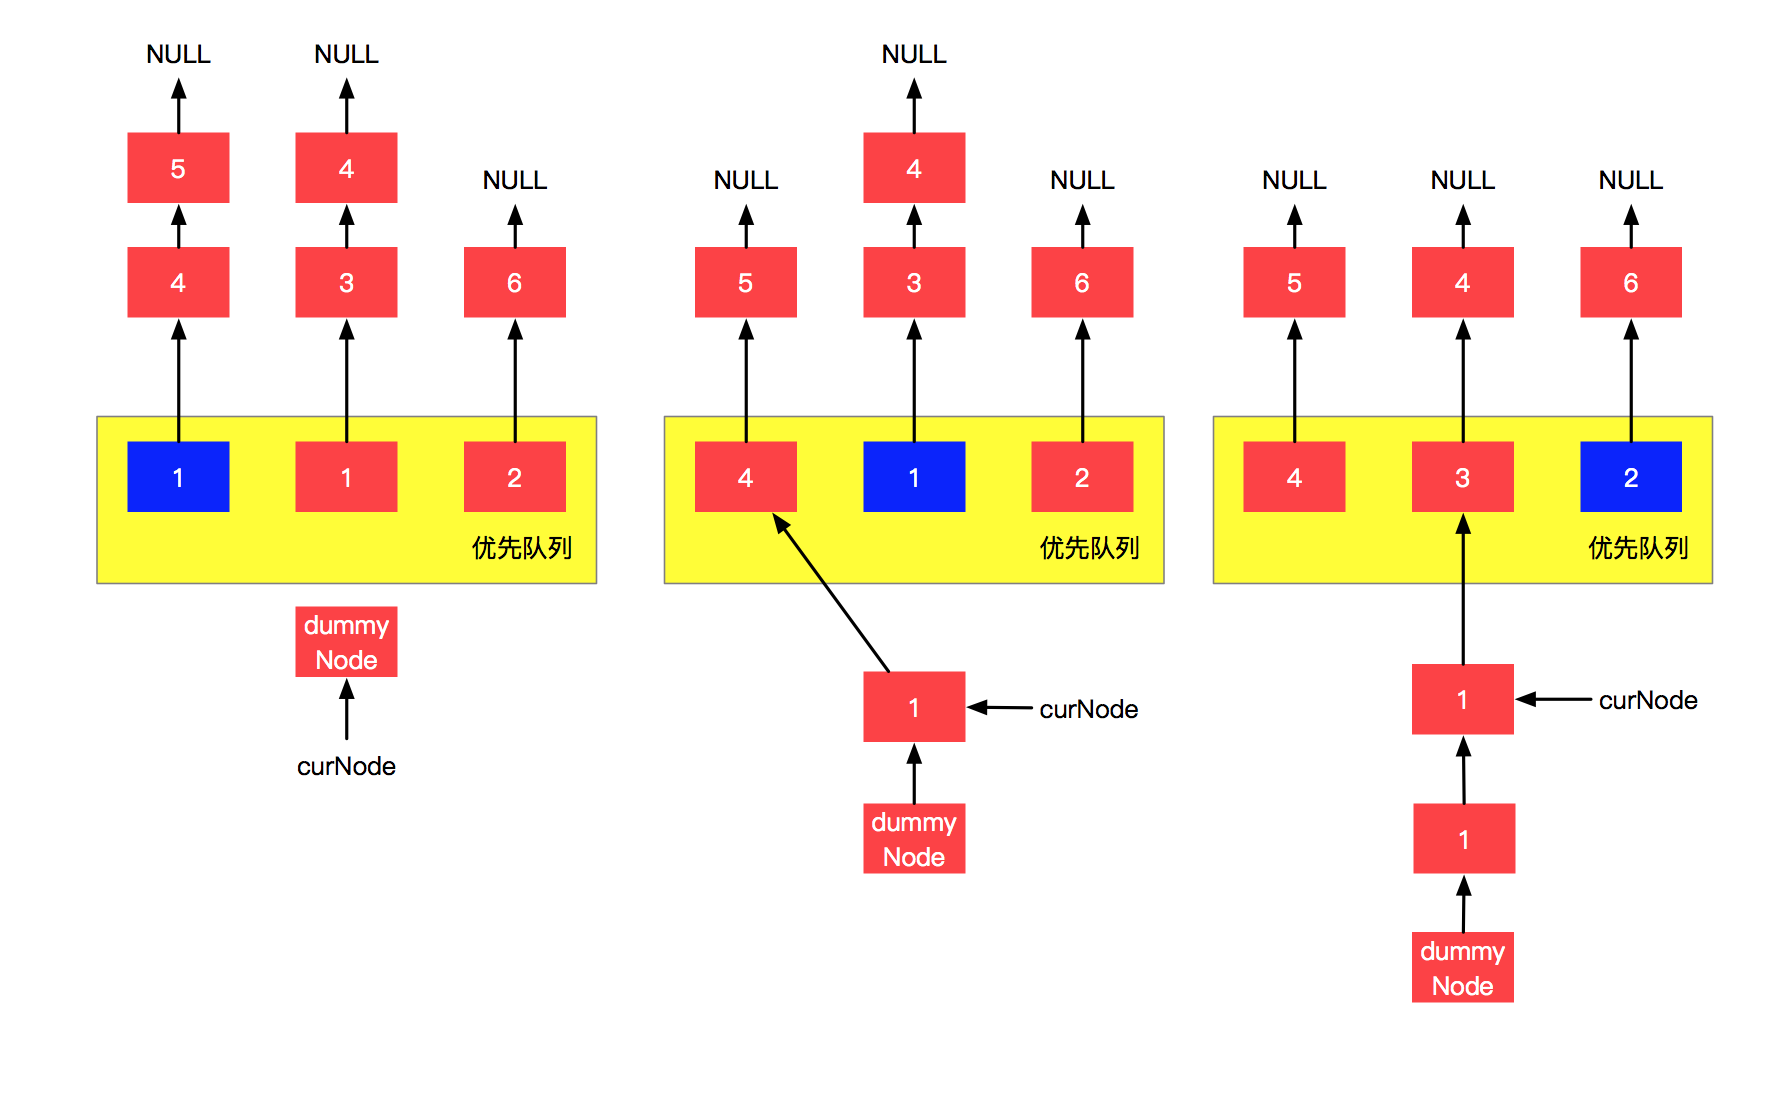 NULL NULL
5 4
NULL
4 3 6
1 1 2
优先队列
dummy
Node
curNode
NULL
4
NULL NULL
5 3 6
4 1 2
优先队列
1
curNode
dummy
Node
NULL NULL NULL
5 4 6
4 3 2
优先队列
1
curNode
1
dummy
Node